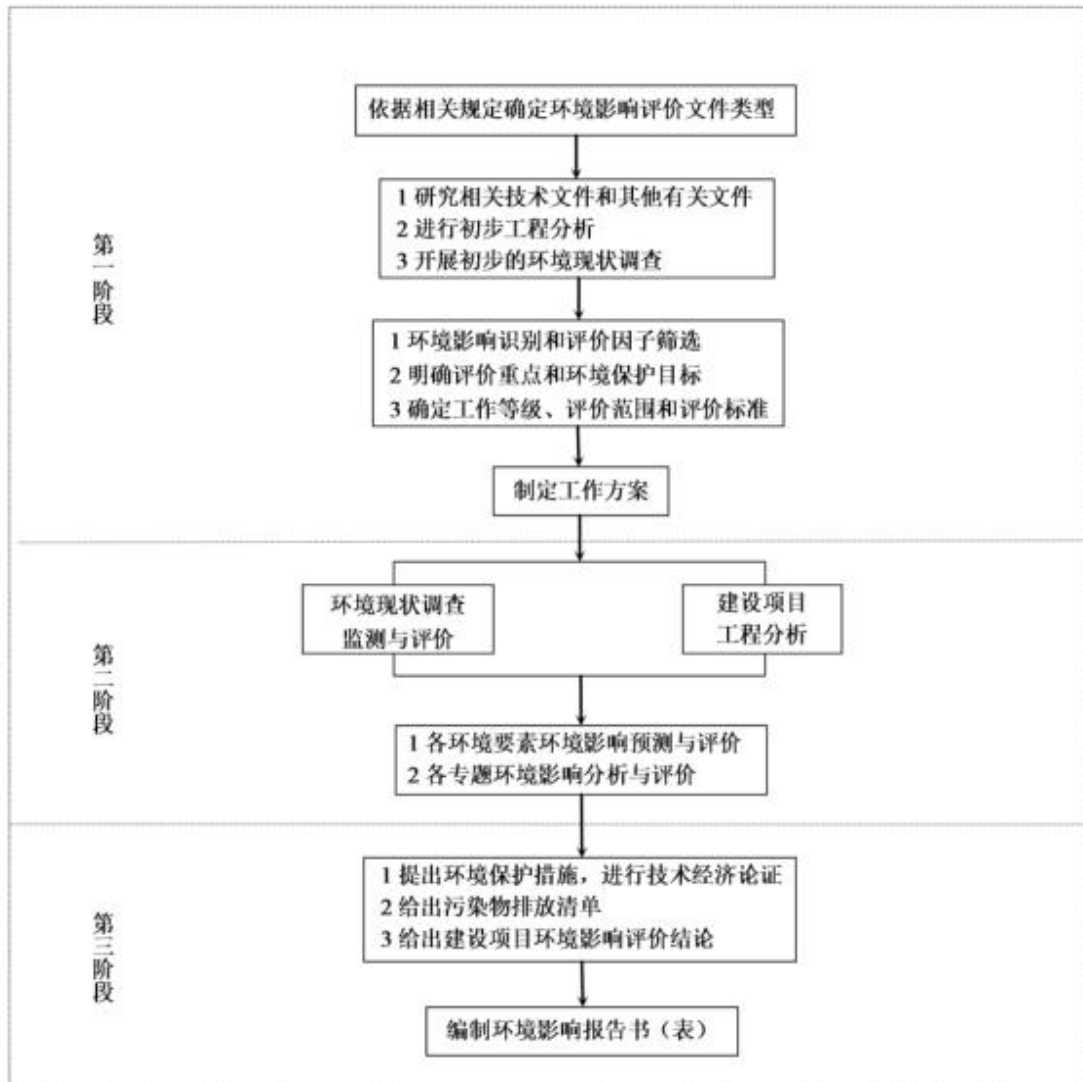 依据相关规定确定环境影响评价文件类型
1 研究相关技术文件和其他有关文件
2 进行初步工程分析
3 开展初步的环境现状调查
第一阶段
1 环境影响识别和评价因子筛选
2 明确评价重点和环境保护目标
3 确定工作等级、评价范围和评价标准
制定工作方案
第二阶段
环境现状调查
监测与评价
建设项目
工程分析
1 各环境要素环境影响预测与评价
2 各专题环境影响分析与评价
第三阶段
1 提出环境保护措施，进行技术经济论证
2 给出污染物排放清单
3 给出建设项目环境影响评价结论
编制环境影响报告书（表）